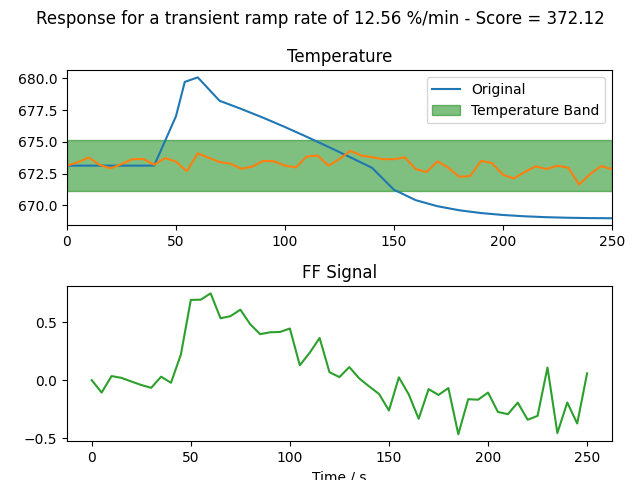 Response for a transient ramp rate of 12.56 %/min - Score = 372.12
Temperature
680.0
677.5
675.0
672.5
670.0
Original
Temperature Band
0 50 100 150 200 250
FF Signal
0.5
0.0
−0.5
0 50 100 150 200 250
Time / s